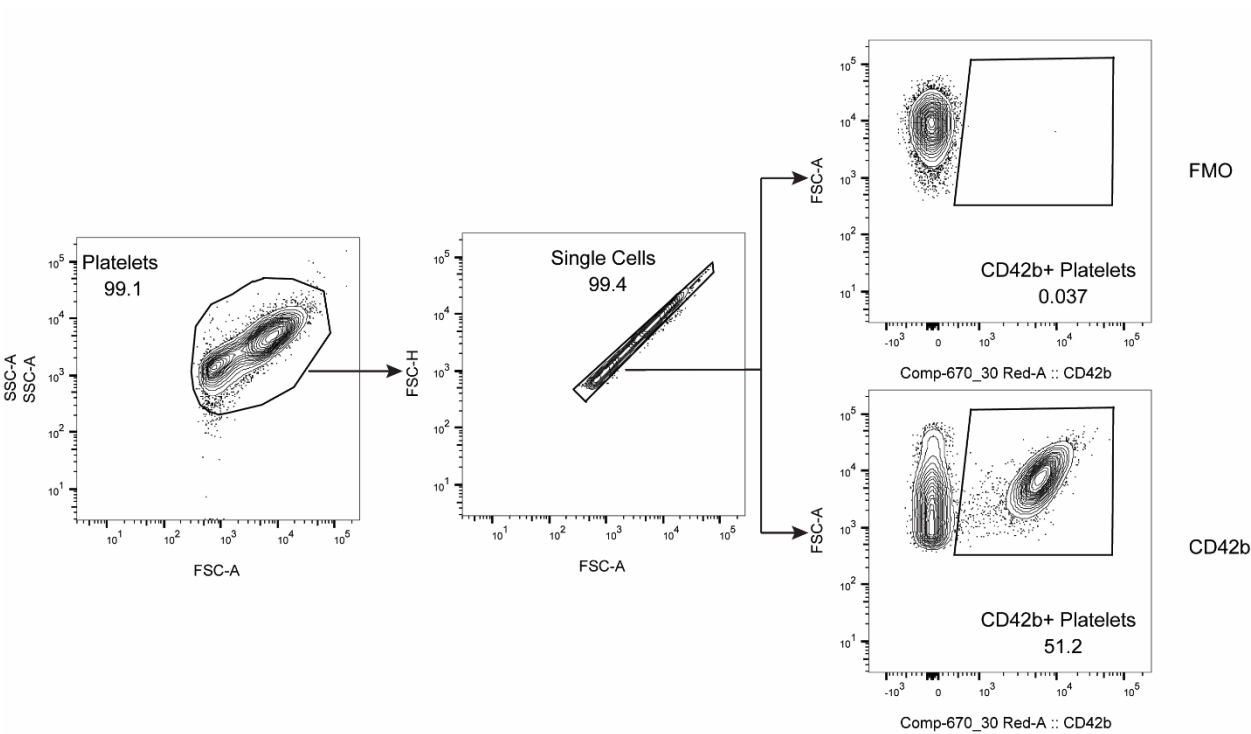 Platelets
99.1
10^5
10^4
10^3
10^2
10^1
SSC-A
SSC-A
10^1 10^2 10^3 10^4 10^5
FSC-A
Single Cells
99.4
10^5
10^4
10^3
10^2
10^1
FSC-H
10^1 10^2 10^3 10^4 10^5
FSC-A
10^5
10^4
10^3
10^2
10^1
FSC-A
CD42b+ Platelets
0.037
-10^3 0 10^3 10^4 10^5
Comp-670_30 Red-A :: CD42b
FMO
10^5
10^4
10^3
10^2
10^1
FSC-A
CD42b+ Platelets
51.2
-10^3 0 10^3 10^4 10^5
Comp-670_30 Red-A :: CD42b
CD42b